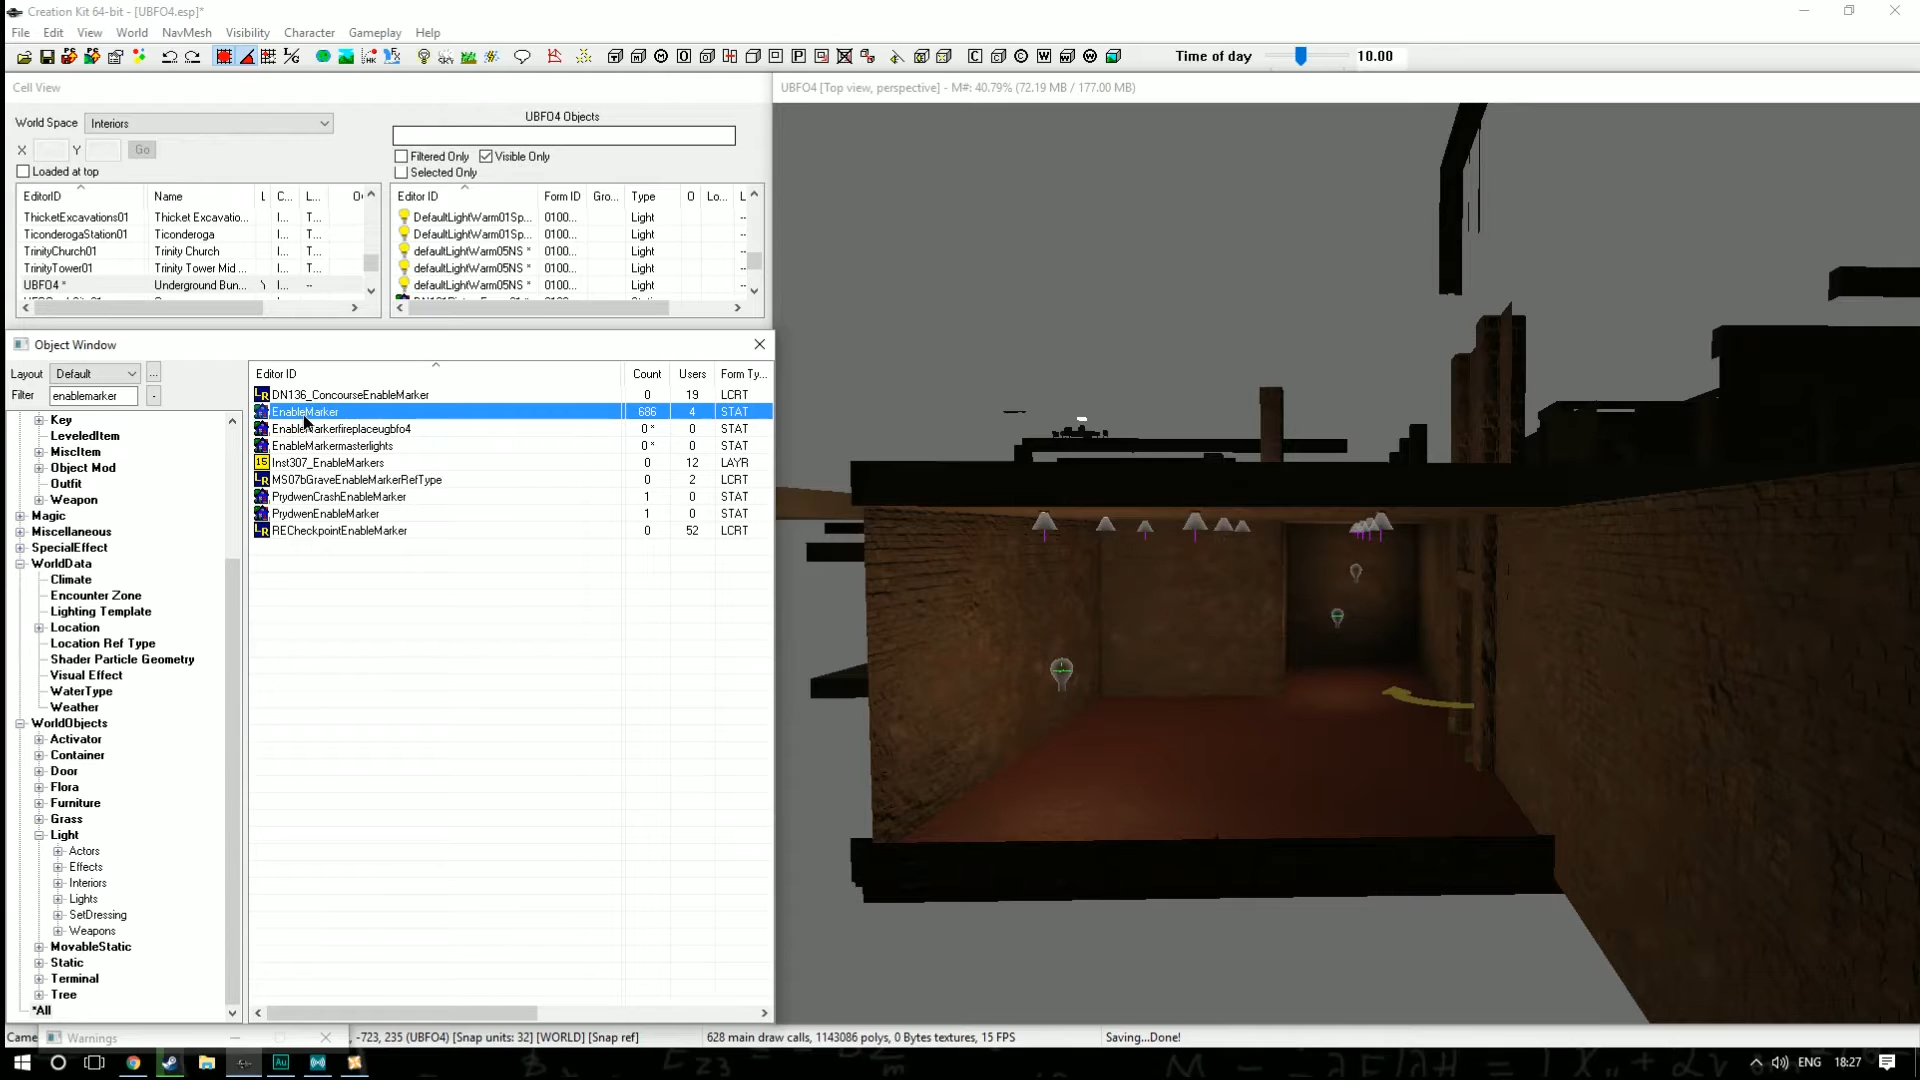 Creation Kit 64-bit - [UBFO4.esp]*
File Edit View World NavMesh Visibility Character Gameplay Help
Time of day 10.00
Cell View
UBFO4 [Top view, perspective] - M#: 40.79% (72.19 MB / 177.00 MB)
World Space Interiors
UBFO4 Objects
X Y Go
Filtered Only Visible Only
Loaded at top
Selected Only
EditorID Name L C... L...
Editor ID Form ID Gro... Type O Lo... L
ThicketExcavations01 Thicket Excavatio... I... T...
DefaultLightWarm01Sp... 0100... Light --
TiconderogaStation01 Ticonderoga I... T...
DefaultLightWarm01Sp... 0100... Light --
TrinityChurch01 Trinity Church I... T...
defaultLightWarm05NS * 0100... Light --
TrinityTower01 Trinity Tower Mid ... I... T...
defaultLightWarm05NS * 0100... Light --
UBFO4 * Underground Bun... Y I... --
defaultLightWarm05NS * 0100... Light --
Object Window
Layout Default ...
Filter enablemarker -
Editor ID Count Users Form Ty...
DN136_ConcourseEnableMarker 0 19 LCRT
EnableMarker 686 4 STAT
EnableMarkerfireplaceugbfo4 0 * 0 STAT
EnableMarkermasterlights 0 * 0 STAT
Inst307_EnableMarkers 0 12 LAYR
MS07bGraveEnableMarkerRefType 0 2 LCRT
PrydwenCrashEnableMarker 1 0 STAT
PrydwenEnableMarker 1 0 STAT
RECheckpointEnableMarker 0 52 LCRT
Key
LeveledItem
MiscItem
Object Mod
Outfit
Weapon
Magic
Miscellaneous
SpecialEffect
WorldData
Climate
Encounter Zone
Lighting Template
Location
Location Ref Type
Shader Particle Geometry
Visual Effect
WaterType
Weather
WorldObjects
Activator
Container
Door
Flora
Furniture
Grass
Light
Actors
Effects
Interiors
Lights
SetDressing
Weapons
MovableStatic
Static
Terminal
Tree
*All
Came Warnings , -723, 235 (UBFO4) [Snap units: 32] [WORLD] [Snap ref] 628 main draw calls, 1143086 polys, 0 Bytes textures, 15 FPS Saving...Done!
ENG 18:27